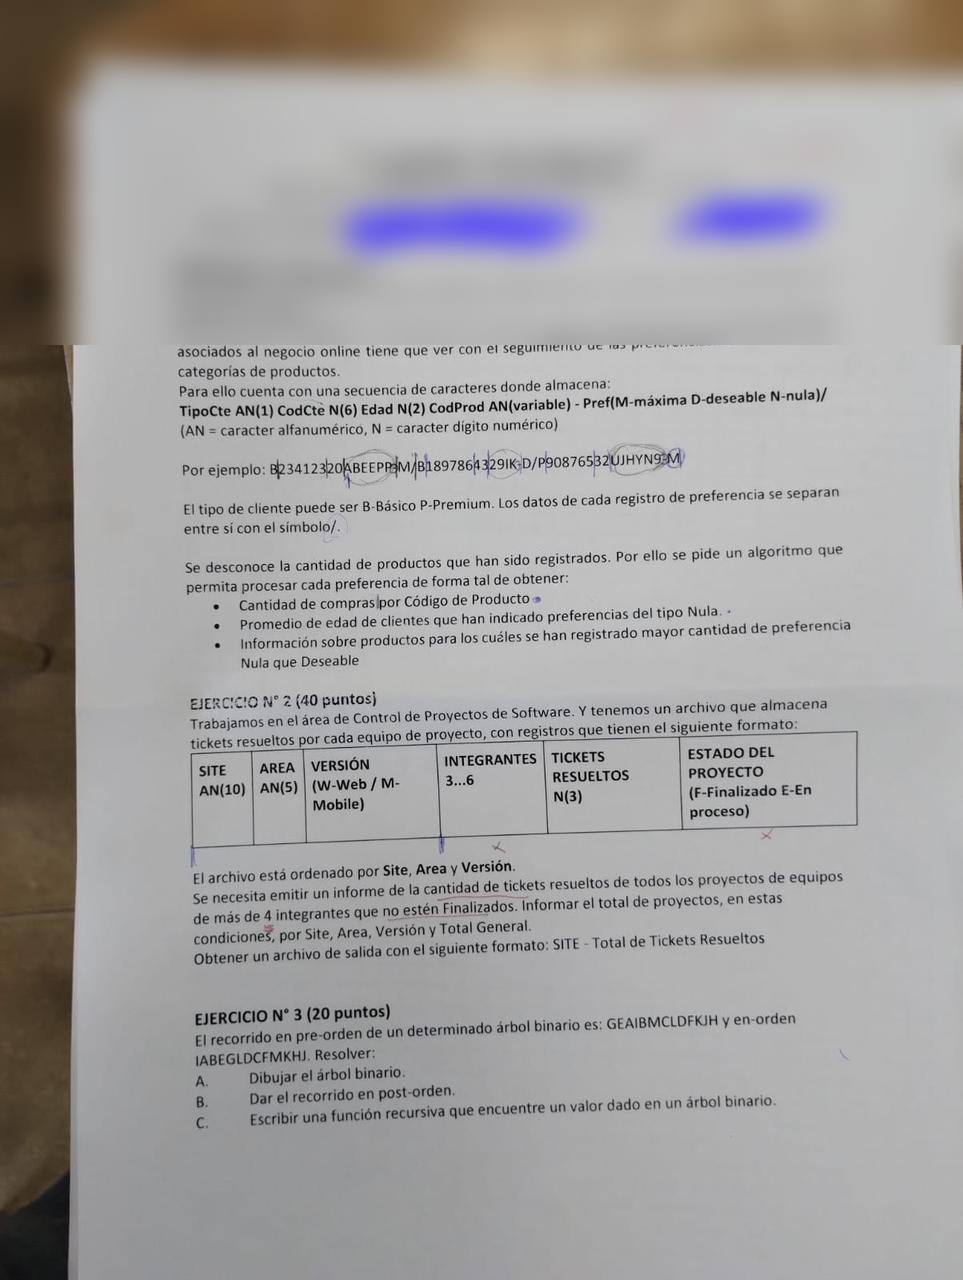 asociados al negocio online tiene que ver con el seguimiento de las
categorías de productos.
Para ello cuenta con una secuencia de caracteres donde almacena:
TipoCte AN(1) CodCte N(6) Edad N(2) CodProd AN(variable) - Pref(M-máxima D-deseable N-nula)/
(AN = caracter alfanumérico, N = caracter dígito numérico)
Por ejemplo: B23412320ABEEPP-M/B1897864329IK-D/P90876532UJHYN9-M
El tipo de cliente puede ser B-Básico P-Premium. Los datos de cada registro de preferencia se separan
entre sí con el símbolo/.
Se desconoce la cantidad de productos que han sido registrados. Por ello se pide un algoritmo que
permita procesar cada preferencia de forma tal de obtener:
• Cantidad de compras por Código de Producto
• Promedio de edad de clientes que han indicado preferencias del tipo Nula.
• Información sobre productos para los cuáles se han registrado mayor cantidad de preferencia
Nula que Deseable
EJERCICIO N° 2 (40 puntos)
Trabajamos en el área de Control de Proyectos de Software. Y tenemos un archivo que almacena
tickets resueltos por cada equipo de proyecto, con registros que tienen el siguiente formato:
SITE AN(10)
AREA AN(5)
VERSIÓN (W-Web / M-Mobile)
INTEGRANTES 3...6
TICKETS RESUELTOS N(3)
ESTADO DEL PROYECTO (F-Finalizado E-En proceso)
El archivo está ordenado por Site, Area y Versión.
Se necesita emitir un informe de la cantidad de tickets resueltos de todos los proyectos de equipos
de más de 4 integrantes que no estén Finalizados. Informar el total de proyectos, en estas
condiciones, por Site, Area, Versión y Total General.
Obtener un archivo de salida con el siguiente formato: SITE - Total de Tickets Resueltos
EJERCICIO N° 3 (20 puntos)
El recorrido en pre-orden de un determinado árbol binario es: GEAIBMCLDFKJH y en-orden
IABEGLDCFMKHJ. Resolver:
A. Dibujar el árbol binario.
B. Dar el recorrido en post-orden.
C. Escribir una función recursiva que encuentre un valor dado en un árbol binario.